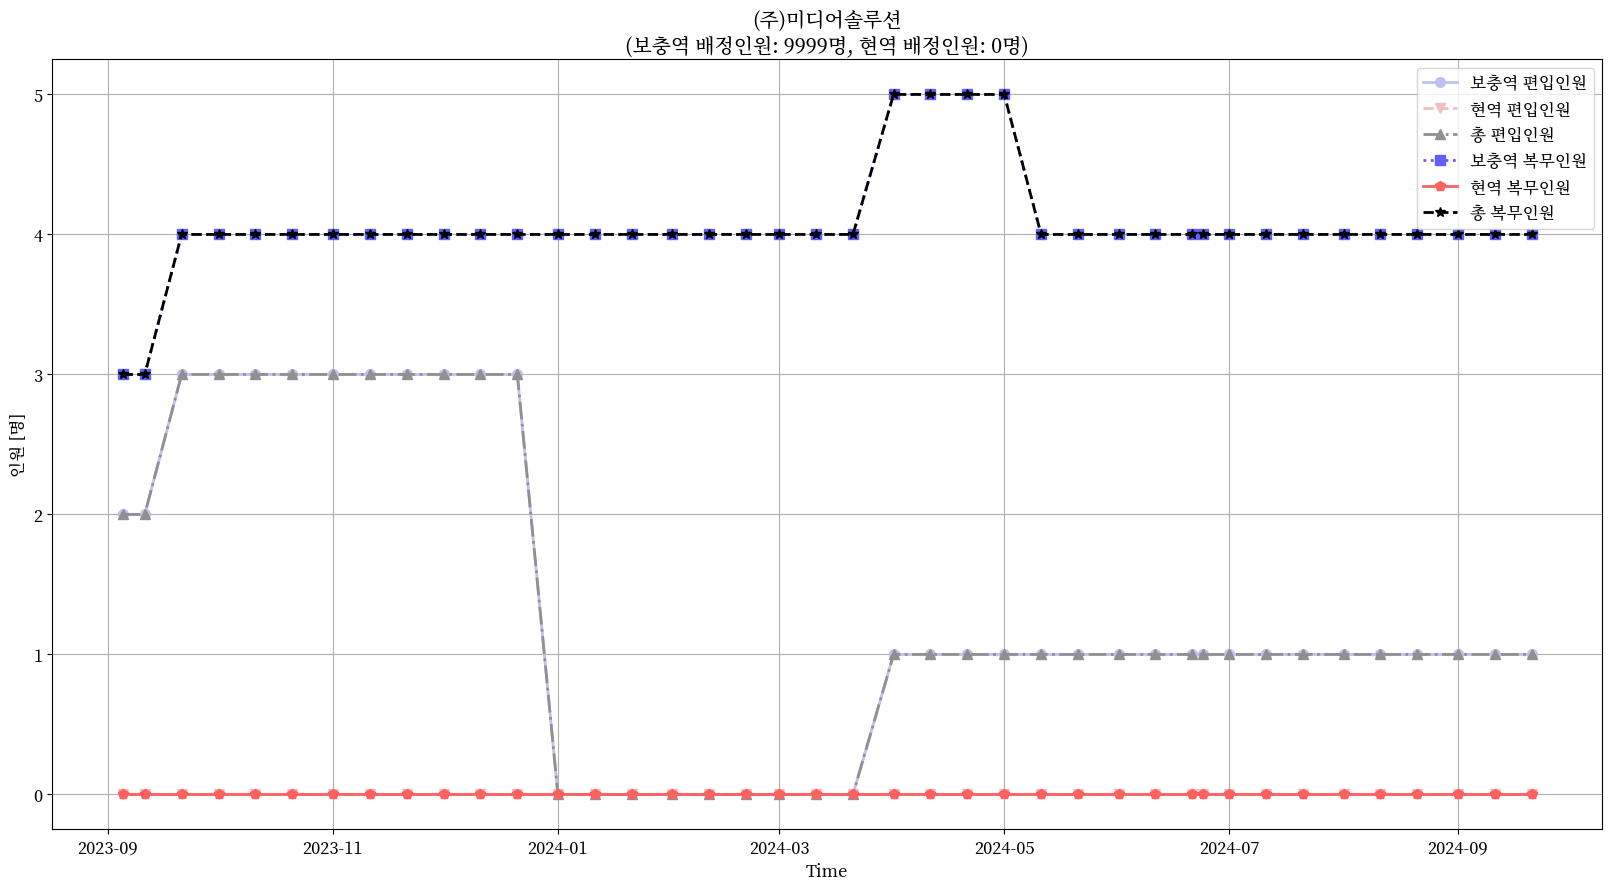 (주)미디어솔루션
(보충역 배정인원: 9999명, 현역 배정인원: 0명)
보충역 편입인원
현역 편입인원
총 편입인원
보충역 복무인원
현역 복무인원
총 복무인원
인원 [명]
5
4
3
2
1
0
2023-09
2023-11
2024-01
2024-03
2024-05
2024-07
2024-09
Time